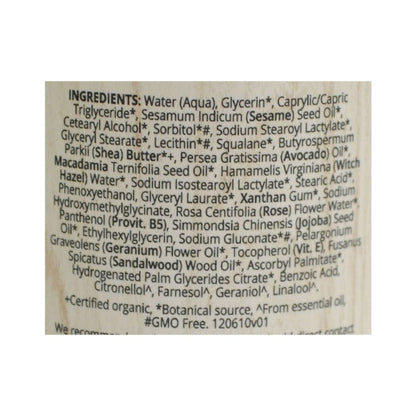 INGREDIENTS: Water (Aqua), Glycerin*, Caprylic/Capric
Triglyceride*, Sesamum Indicum (Sesame) Seed Oil*,
Cetearyl Alcohol*, Sorbitol*#, Sodium Stearoyl Lactylate*,
Glyceryl Stearate*, Lecithin*#, Squalane*, Butyrospermum
Parkii (Shea) Butter*+, Persea Gratissima (Avocado) Oil*,
Macadamia Ternifolia Seed Oil*, Hamamelis Virginiana (Witch
Hazel) Water*, Sodium Isostearoyl Lactylate*, Stearic Acid*,
Phenoxyethanol, Glyceryl Laurate*, Xanthan Gum*, Sodium
Hydroxymethylglycinate, Rosa Centifolia (Rose) Flower Water*,
Panthenol (Provit. B5), Simmondsia Chinensis (Jojoba) Seed
Oil*, Ethylhexylglycerin, Sodium Gluconate*#, Pelargonium
Graveolens (Geranium) Flower Oil*, Tocopherol (Vit. E), Fusanus
Spicatus (Sandalwood) Wood Oil*, Ascorbyl Palmitate*,
Hydrogenated Palm Glycerides Citrate*, Benzoic Acid,
Citronellol^, Farnesol^, Geraniol^, Linalool^.
+Certified organic, *Botanical source, ^From essential oil,
#GMO Free. 120610v01
We recommend direct contact